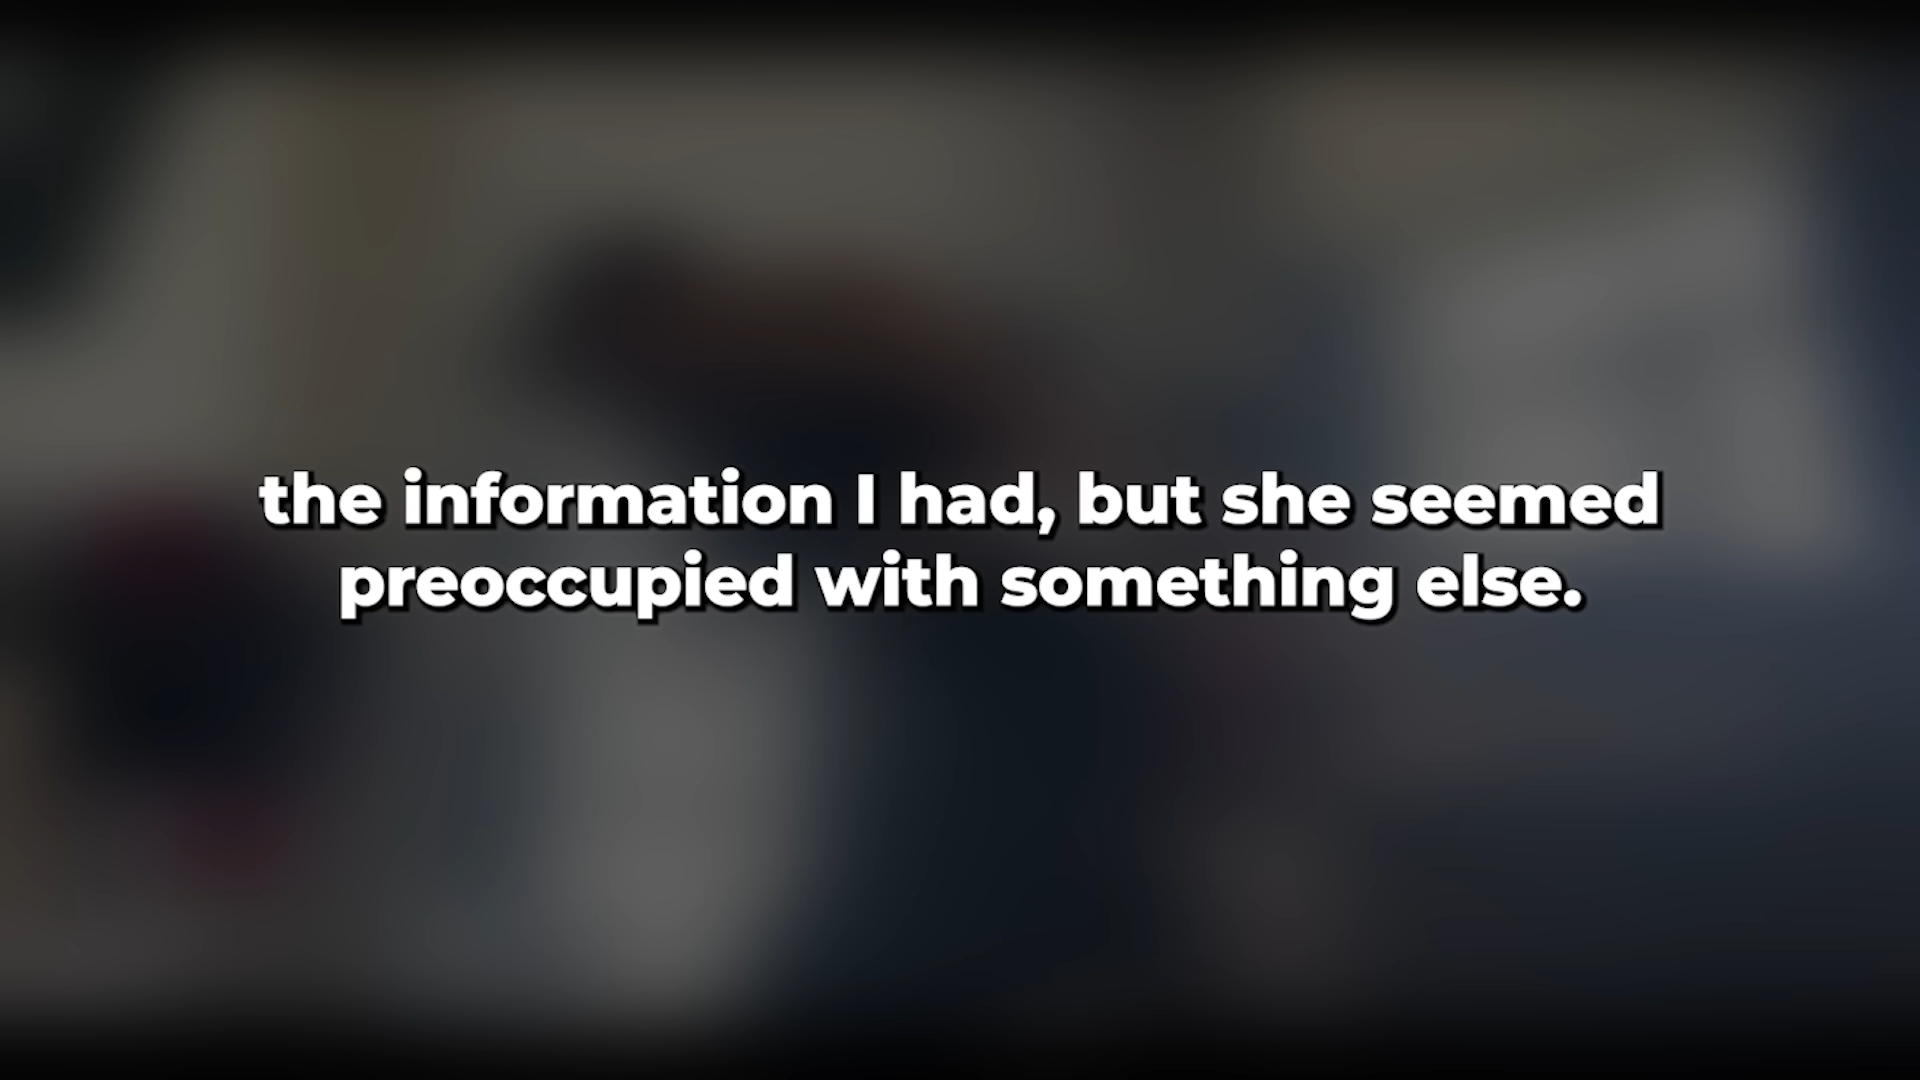 the information I had, but she seemed
preoccupied with something else.